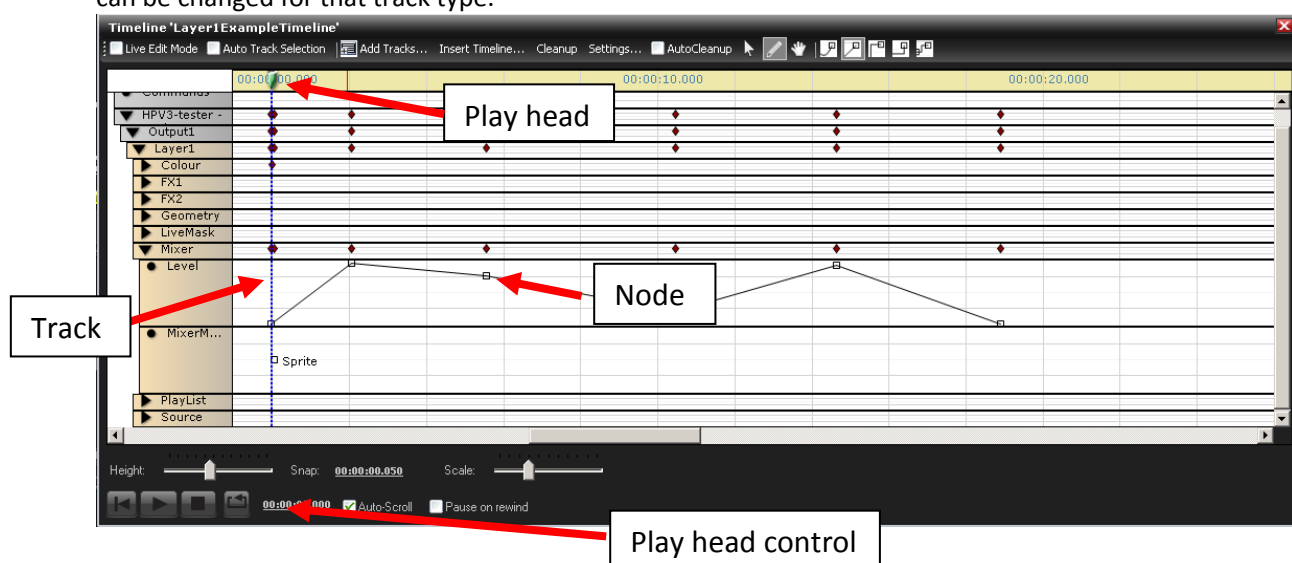 can be changed for that track type.
Timeline 'Layer1ExampleTimeline'
Live Edit Mode Auto Track Selection Add Tracks... Insert Timeline... Cleanup Settings... AutoCleanup
00:00:10.000 00:00:20.000
Play head
HPV3-tester -
Output1
Layer1
Colour
FX1
FX2
Geometry
LiveMask
Mixer
Level
Node
Track
MixerM...
Sprite
PlayList
Source
Height: Snap: 00:00:00.050 Scale:
Auto-Scroll Pause on rewind
Play head control